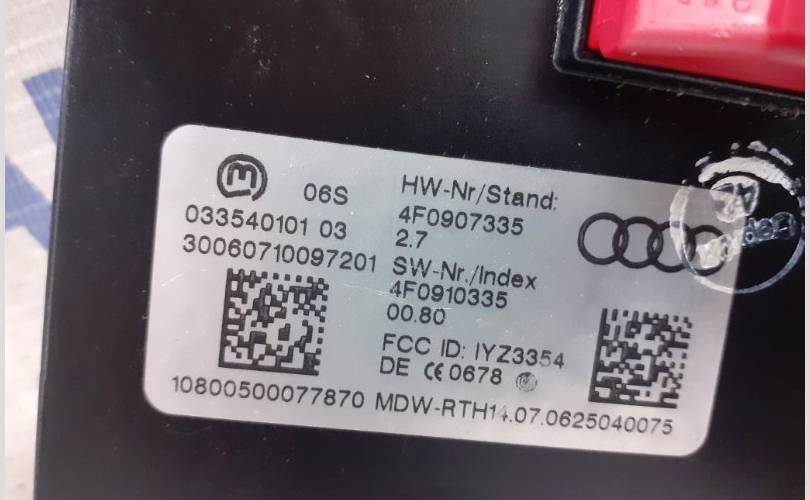 06S
033540101 03
30060710097201
HW-Nr/Stand:
4F0907335
2.7
SW-Nr./Index
4F0910335
00.80
FCC ID: IYZ3354
DE CE 0678
10800500077870 MDW-RTH14.07.0625040075